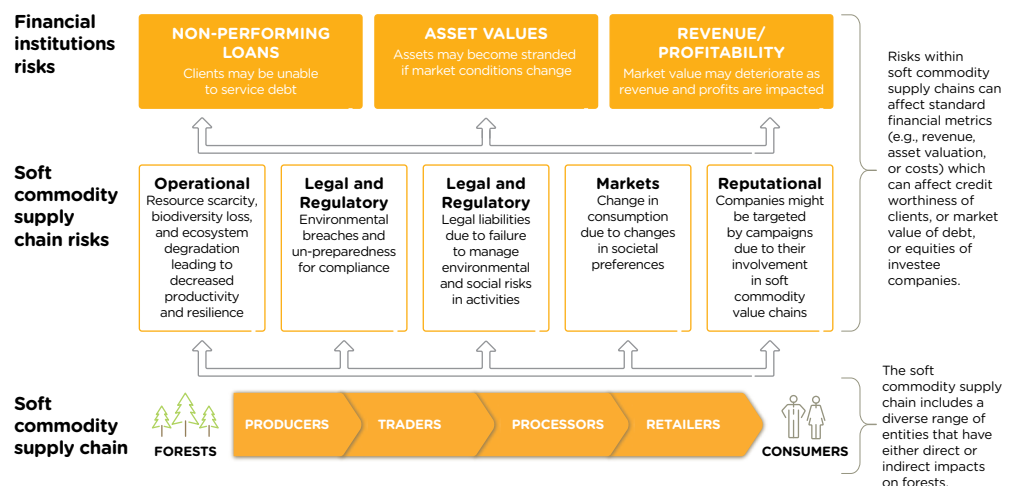 Financial
institutions
risks
NON-PERFORMING
LOANS
Clients may be unable
to service debt
ASSET VALUES
Assets may become stranded
if market conditions change
REVENUE/
PROFITABILITY
Market value may deteriorate as
revenue and profits are impacted
Risks within
soft commodity
supply chains can
affect standard
financial metrics
(e.g., revenue,
asset valuation,
or costs) which
can affect credit
worthiness of
clients, or market
value of debt,
or equities of
investee
companies.
Soft
commodity
supply
chain risks
Operational
Resource scarcity,
biodiversity loss,
and ecosystem
degradation
leading to
decreased
productivity
and resilience
Legal and
Regulatory
Environmental
breaches and
un-preparedness
for compliance
Legal and
Regulatory
Legal liabilities
due to failure
to manage
environmental
and social risks
in activities
Markets
Change in
consumption
due to changes
in societal
preferences
Reputational
Companies might
be targeted
by campaigns
due to their
involvement
in soft
commodity
value chains
Soft
commodity
supply chain
FORESTS
PRODUCERS
TRADERS
PROCESSORS
RETAILERS
CONSUMERS
The soft
commodity supply
chain includes a
diverse range of
entities that have
either direct or
indirect impacts
on forests.